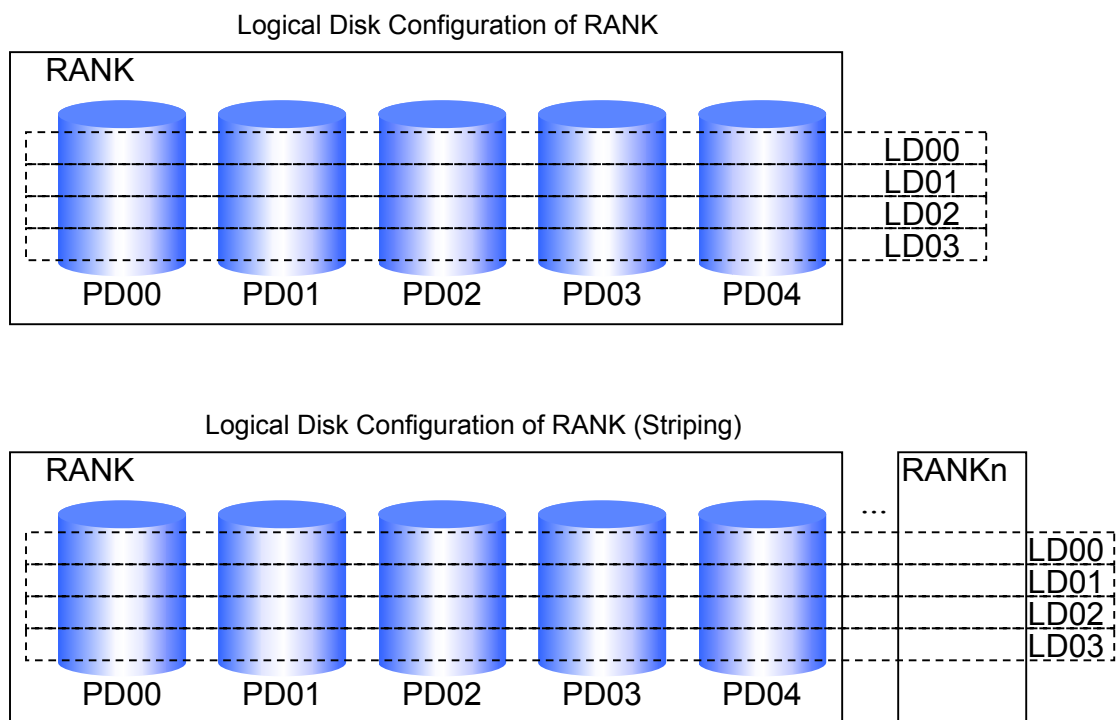 Logical Disk Configuration of RANK
RANK
LD00
LD01
LD02
LD03
PD00 PD01 PD02 PD03 PD04
Logical Disk Configuration of RANK (Striping)
RANK
... RANKn
LD00
LD01
LD02
LD03
PD00 PD01 PD02 PD03 PD04